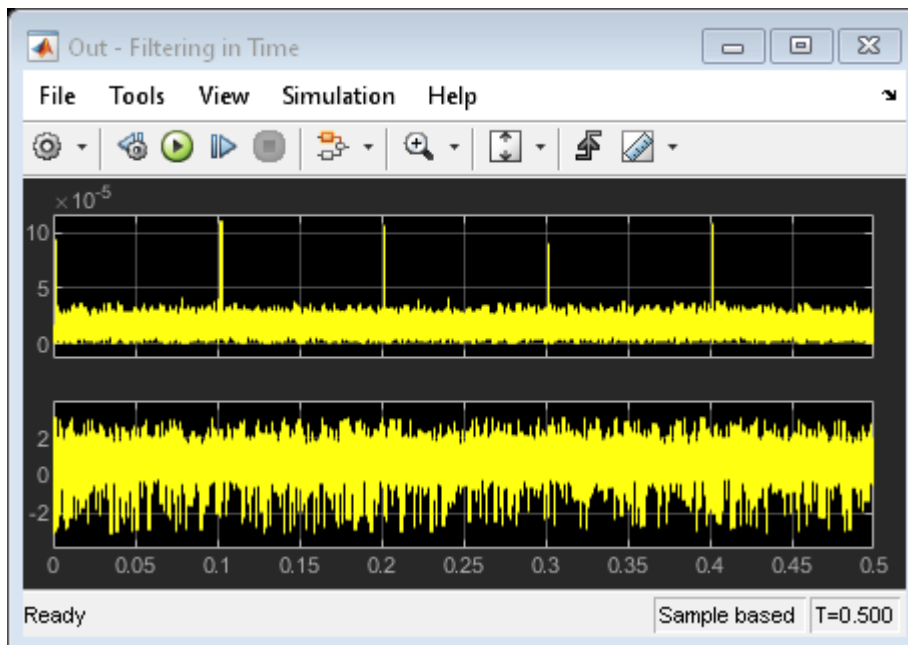 Out - Filtering in Time
File Tools View Simulation Help
×10-5
10
5
0
2
0
-2
0 0.05 0.1 0.15 0.2 0.25 0.3 0.35 0.4 0.45 0.5
Ready Sample based T=0.500